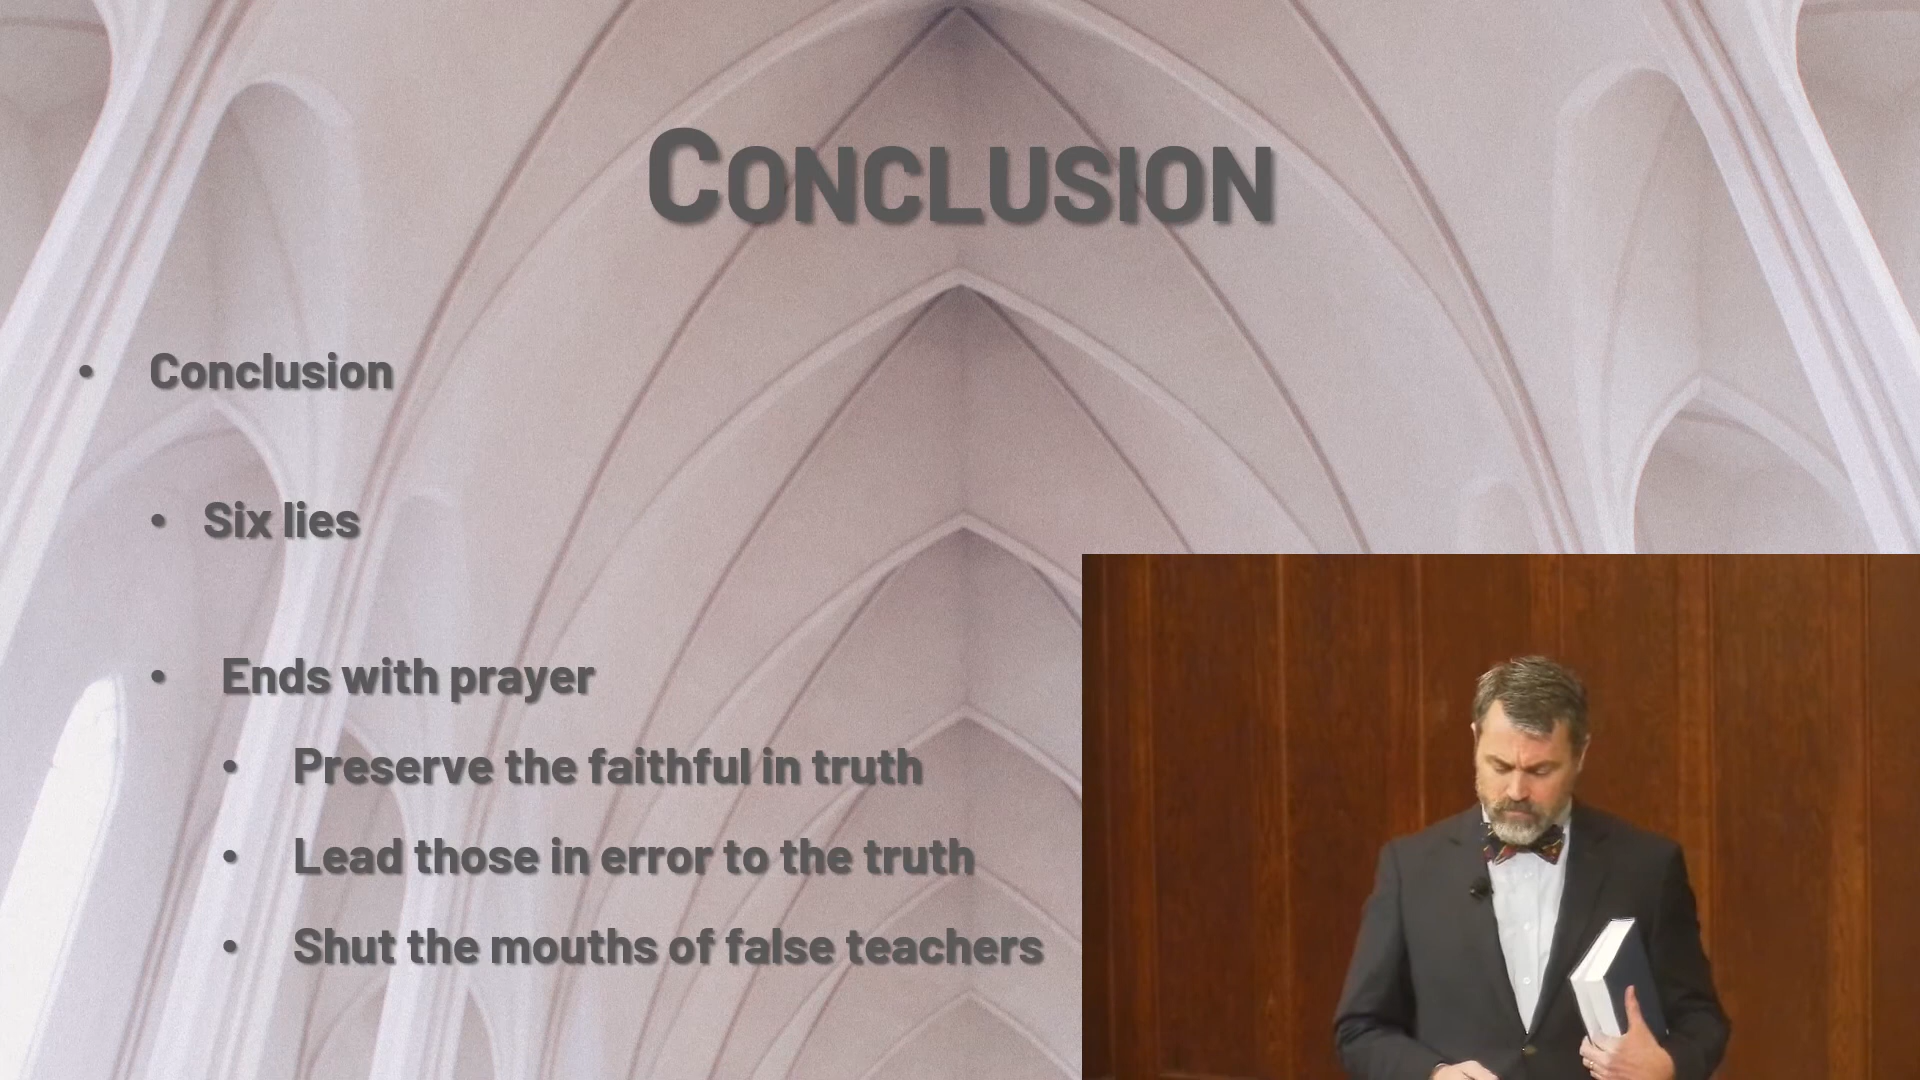 CONCLUSION
• Conclusion
• Six lies
• Ends with prayer
• Preserve the faithful in truth
• Lead those in error to the truth
• Shut the mouths of false teachers